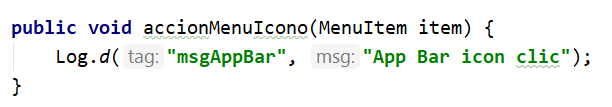 public void accionMenuIcono(MenuItem item) {
Log.d( tag: "msgAppBar", msg: "App Bar icon clic");
}